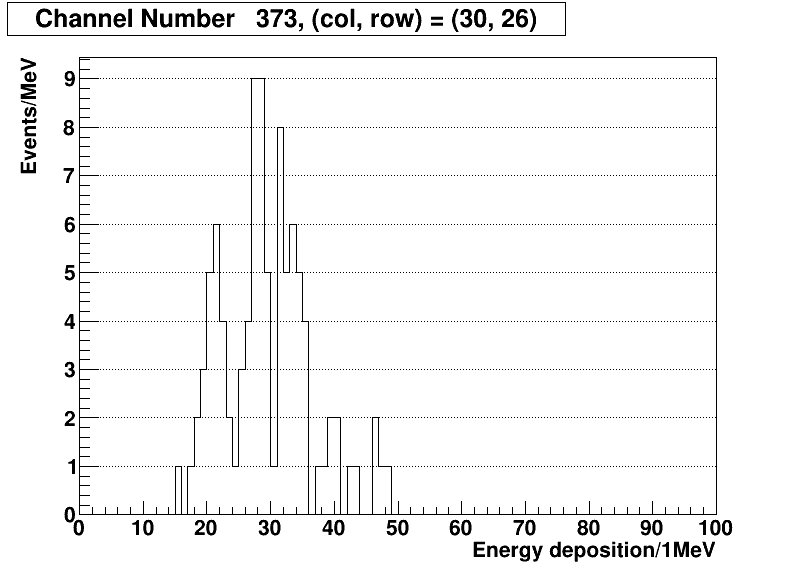 Channel Number 373, (col, row) = (30, 26)
Events/MeV
9
8
7
6
5
4
3
2
1
0
0 10 20 30 40 50 60 70 80 90 100
Energy deposition/1MeV